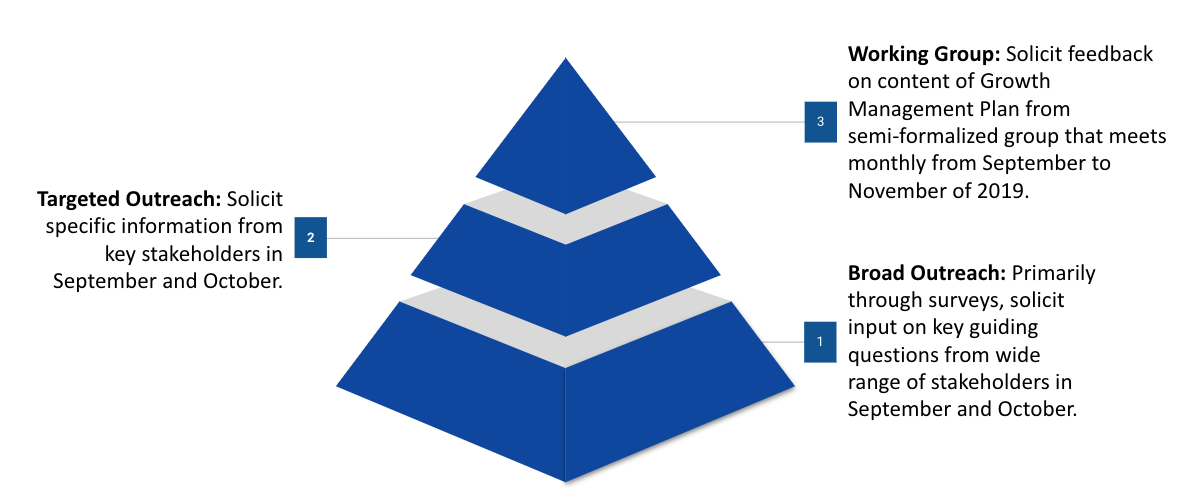 Working Group: Solicit feedback
on content of Growth
Management Plan from
semi-formalized group that meets
monthly from September to
November of 2019.
3
Targeted Outreach: Solicit
specific information from
key stakeholders in
September and October.
2
Broad Outreach: Primarily
through surveys, solicit
input on key guiding
questions from wide
range of stakeholders in
September and October.
1